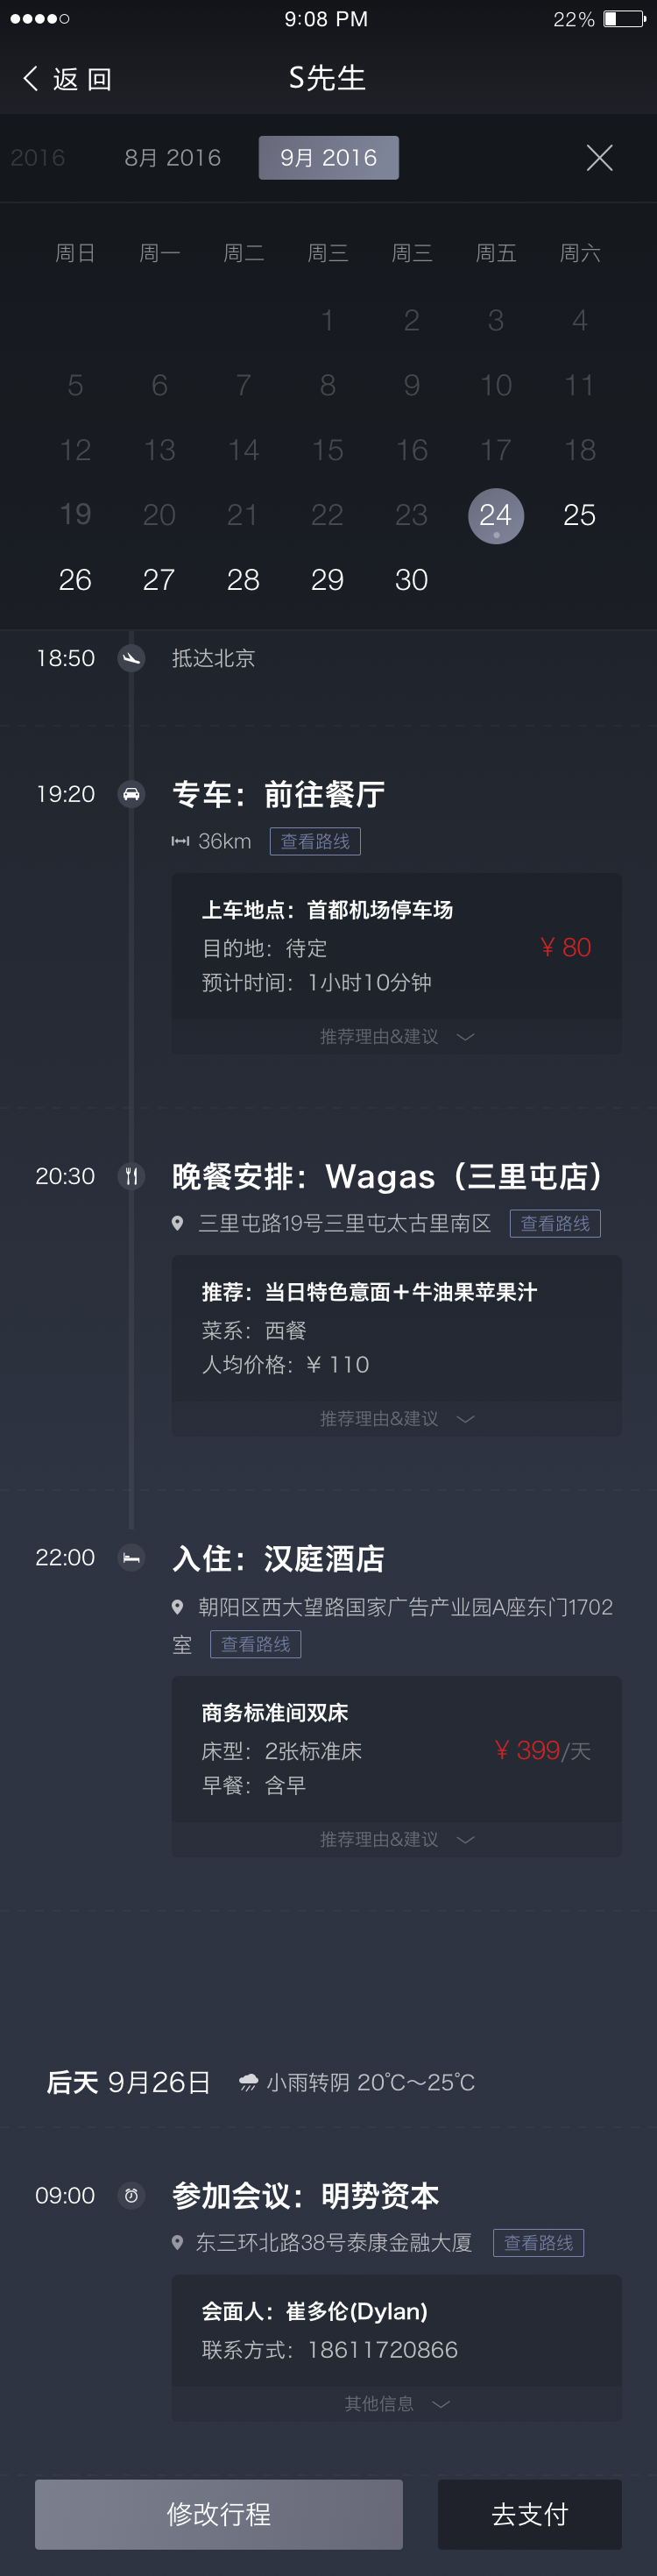 9:08 PM 22%
返回 S先生
2016 8月 2016 9月 2016
周日 周一 周二 周三 周三 周五 周六
1 2 3 4
5 6 7 8 9 10 11
12 13 14 15 16 17 18
19 20 21 22 23 24 25
26 27 28 29 30
18:50 抵达北京
19:20 专车：前往餐厅
36km 查看路线
上车地点：首都机场停车场
目的地：待定 ¥ 80
预计时间：1小时10分钟
推荐理由&建议
20:30 晚餐安排：Wagas（三里屯店）
三里屯路19号三里屯太古里南区 查看路线
推荐：当日特色意面＋牛油果苹果汁
菜系：西餐
人均价格：¥ 110
推荐理由&建议
22:00 入住：汉庭酒店
朝阳区西大望路国家广告产业园A座东门1702
室 查看路线
商务标准间双床
床型：2张标准床 ¥ 399/天
早餐：含早
推荐理由&建议
后天 9月26日 小雨转阴 20℃～25℃
09:00 参加会议：明势资本
东三环北路38号泰康金融大厦 查看路线
会面人：崔多伦(Dylan)
联系方式：18611720866
其他信息
修改行程 去支付